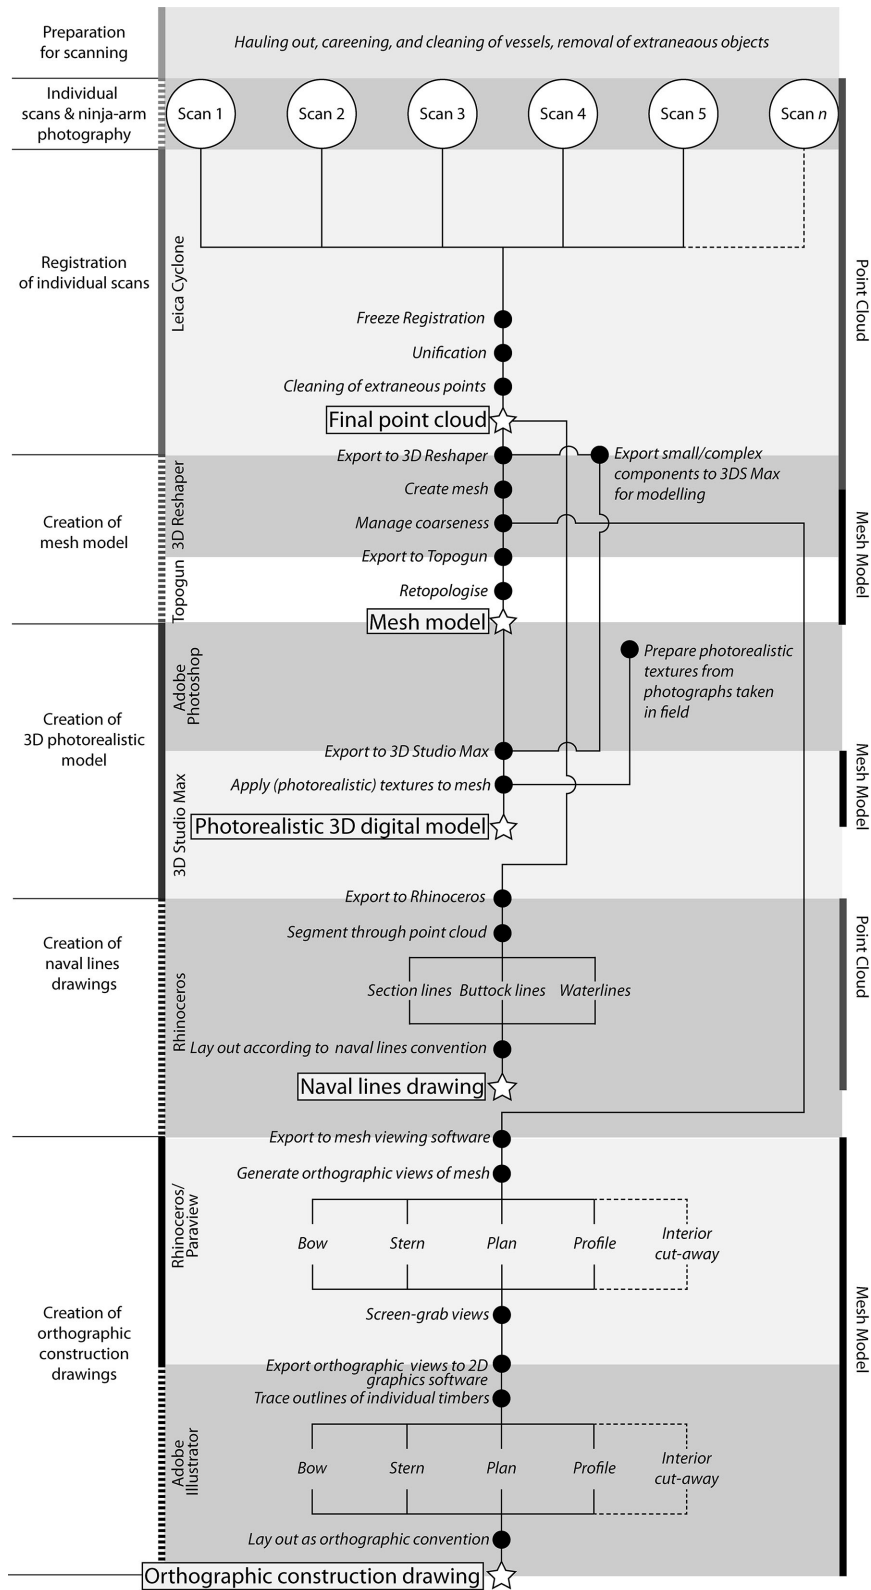 Preparation
for scanning
Hauling out, careening, and cleaning of vessels, removal of extraneaous objects
Individual
scans & ninja-arm
photography
Scan 1
Scan 2
Scan 3
Scan 4
Scan 5
Scan n
Registration
of individual scans
Leica Cyclone
Point Cloud
Freeze Registration
Unification
Cleaning of extraneous points
Final point cloud
Export to 3D Reshaper
Export small/complex
components to 3DS Max
for modelling
Create mesh
Creation of
mesh model
3D Reshaper
Manage coarseness
Mesh Model
Export to Topogun
Topogun
Retopologise
Mesh model
Adobe
Photoshop
Prepare photorealistic
textures from
photographs taken
in field
Creation of
3D photorealistic
model
Export to 3D Studio Max
Mesh Model
Apply (photorealistic) textures to mesh
3D Studio Max
Photorealistic 3D digital model
Export to Rhinoceros
Segment through point cloud
Creation of
naval lines
drawings
Point Cloud
Section lines
Buttock lines
Waterlines
Rhinoceros
Lay out according to naval lines convention
Naval lines drawing
Export to mesh viewing software
Generate orthographic views of mesh
Rhinoceros/
Paraview
Bow
Stern
Plan
Profile
Interior
cut-away
Screen-grab views
Creation of
orthographic
construction
drawings
Mesh Model
Export orthographic views to 2D
graphics software
Trace outlines of individual timbers
Adobe
Illustrator
Bow
Stern
Plan
Profile
Interior
cut-away
Lay out as orthographic convention
Orthographic construction drawing